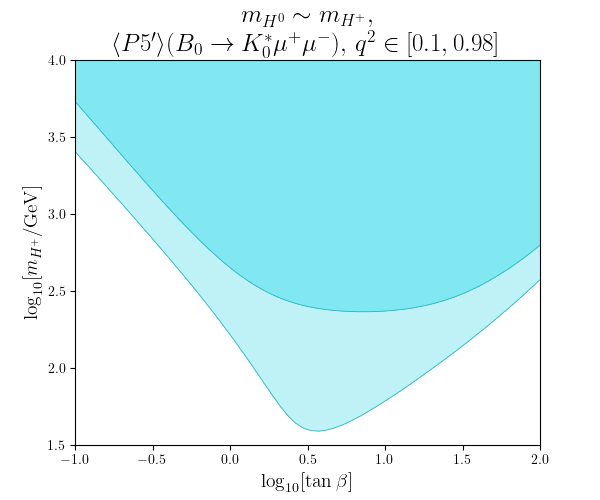 $m_{H^0} \sim m_{H^+}$,
$\langle P5' \rangle (B_0 \to K_0^* \mu^+ \mu^-)$, $q^2 \in [0.1, 0.98]$
4.0
3.5
3.0
2.5
2.0
1.5
$\log_{10}[m_{H^+}/\mathrm{GeV}]$
−1.0 −0.5 0.0 0.5 1.0 1.5 2.0
$\log_{10}[\tan \beta]$